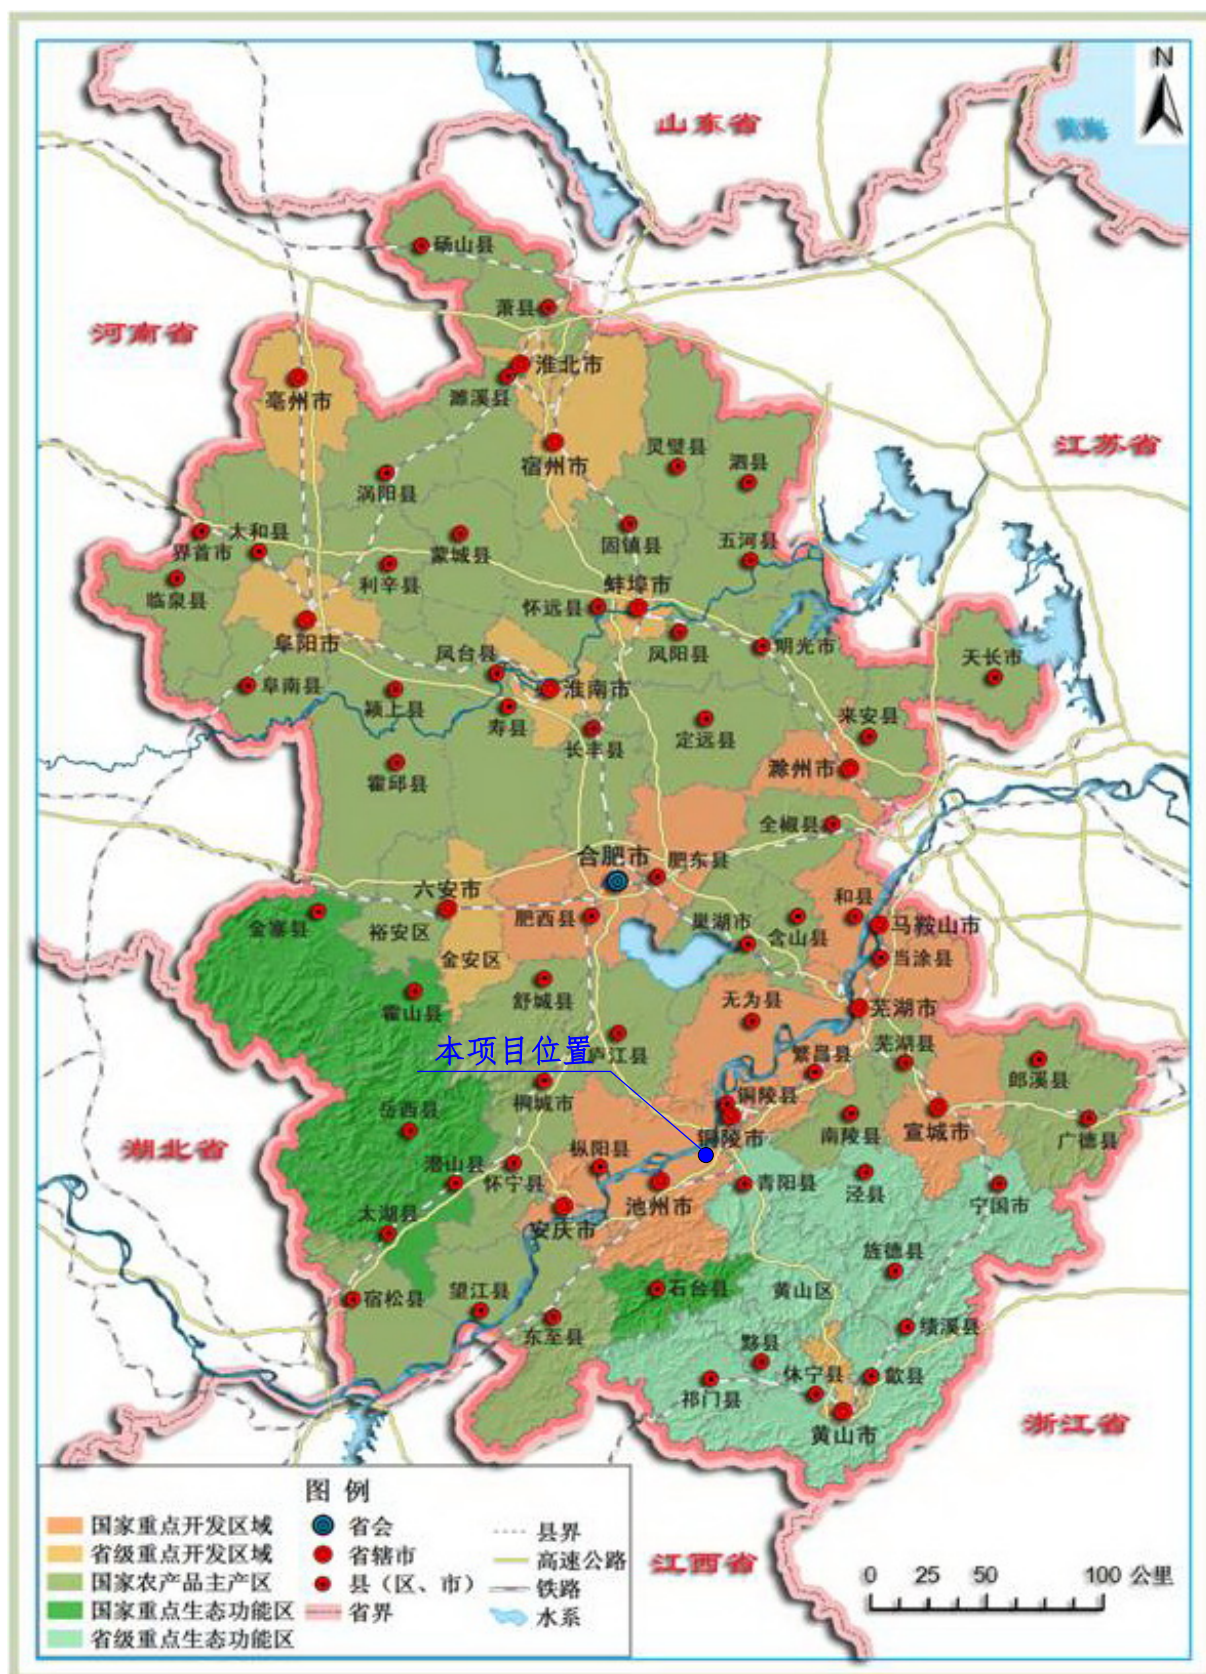 N
山东省
黄海
砀山县
萧县
河南省
淮北市
濉溪县
亳州市
江苏省
灵璧县
宿州市
泗县
涡阳县
太和县
界首市
蒙城县
固镇县
五河县
利辛县
临泉县
怀远县
蚌埠市
阜阳市
凤台县
凤阳县
明光市
天长市
阜南县
颍上县
淮南市
寿县
来安县
长丰县
定远县
霍邱县
滁州市
全椒县
合肥市
肥东县
六安市
金寨县
裕安区
肥西县
巢湖市
和县
含山县
马鞍山市
金安区
当涂县
霍山县
舒城县
无为县
芜湖市
本项目位置
庐江县
繁昌县
芜湖县
郎溪县
桐城市
铜陵县
岳西县
铜陵市
南陵县
宣城市
广德县
湖北省
枞阳县
潜山县
怀宁县
青阳县
泾县
池州市
宁国市
太湖县
安庆市
旌德县
石台县
黄山区
宿松县
望江县
东至县
绩溪县
黟县
休宁县
歙县
祁门县
黄山市
浙江省
图 例
国家重点开发区域
省会
县界
省级重点开发区域
省辖市
高速公路
江西省
国家农产品主产区
县（区、市）
铁路
0 25 50 100 公里
国家重点生态功能区
省界
水系
省级重点生态功能区